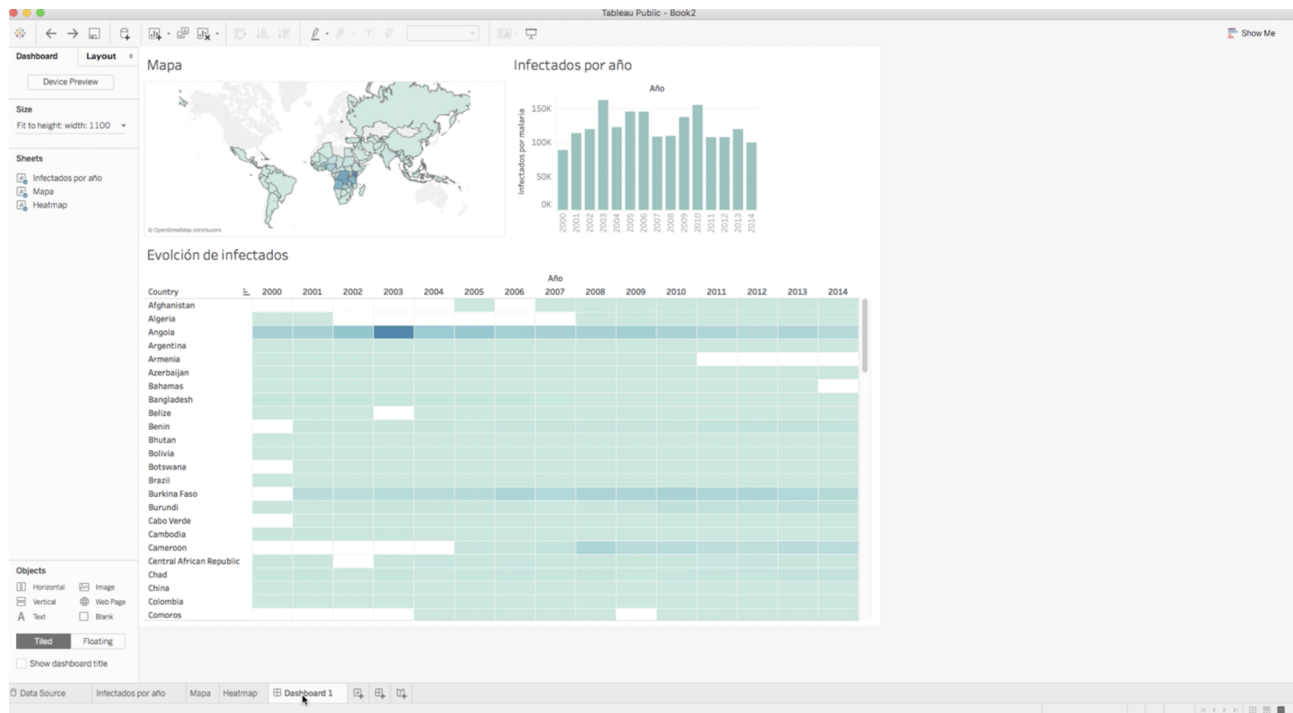 Tableau Public - Book2
Show Me
Dashboard Layout
Device Preview
Size
Fit to height: width: 1100
Sheets
Infectados por año
Mapa
Heatmap
Mapa
© OpenStreetMap contributors
Infectados por año
Año
Infectados por malaria
150K
100K
50K
0K
2000 2001 2002 2003 2004 2005 2006 2007 2008 2009 2010 2011 2012 2013 2014
Evolción de infectados
Año
Country 2000 2001 2002 2003 2004 2005 2006 2007 2008 2009 2010 2011 2012 2013 2014
Afghanistan
Algeria
Angola
Argentina
Armenia
Azerbaijan
Bahamas
Bangladesh
Belize
Benin
Bhutan
Bolivia
Botswana
Brazil
Burkina Faso
Burundi
Cabo Verde
Cambodia
Cameroon
Central African Republic
Chad
China
Colombia
Comoros
Objects
Horizontal Image
Vertical Web Page
A Text Blank
Tiled Floating
Show dashboard title
Data Source Infectados por año Mapa Heatmap Dashboard 1